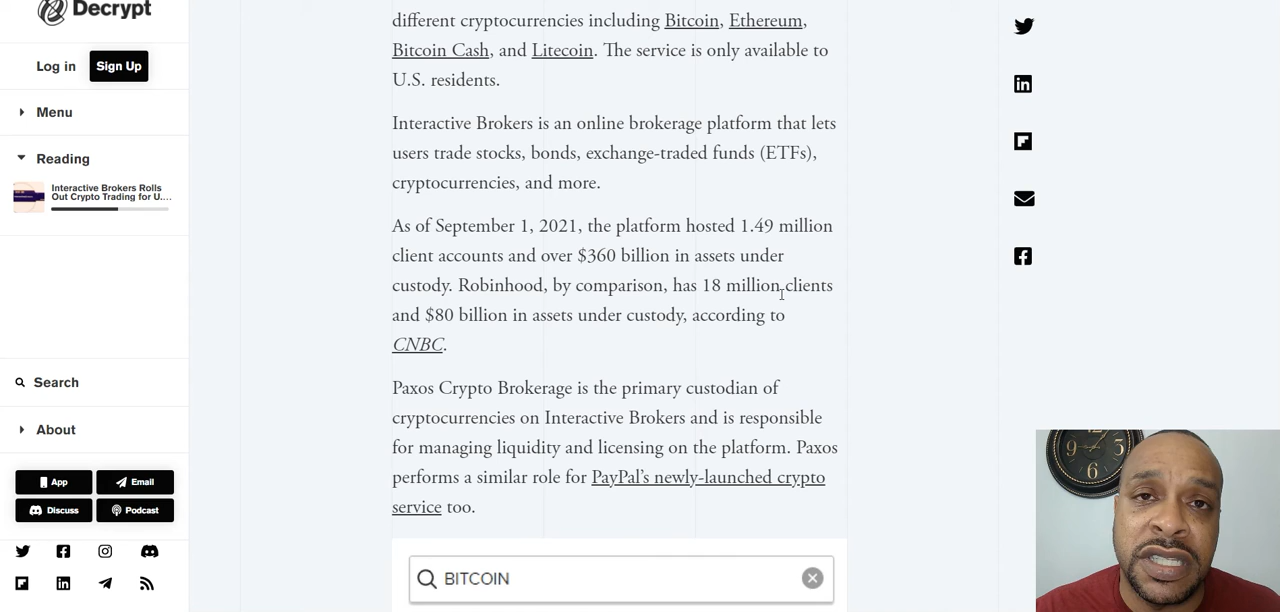 Decrypt
Log in
Sign Up
Menu
Reading
Interactive Brokers Rolls
Out Crypto Trading for U....
Search
About
App
Email
Discuss
Podcast
different cryptocurrencies including Bitcoin, Ethereum,
Bitcoin Cash, and Litecoin. The service is only available to
U.S. residents.
Interactive Brokers is an online brokerage platform that lets
users trade stocks, bonds, exchange-traded funds (ETFs),
cryptocurrencies, and more.
As of September 1, 2021, the platform hosted 1.49 million
client accounts and over $360 billion in assets under
custody. Robinhood, by comparison, has 18 million clients
and $80 billion in assets under custody, according to
CNBC.
Paxos Crypto Brokerage is the primary custodian of
cryptocurrencies on Interactive Brokers and is responsible
for managing liquidity and licensing on the platform. Paxos
performs a similar role for PayPal's newly-launched crypto
service too.
BITCOIN